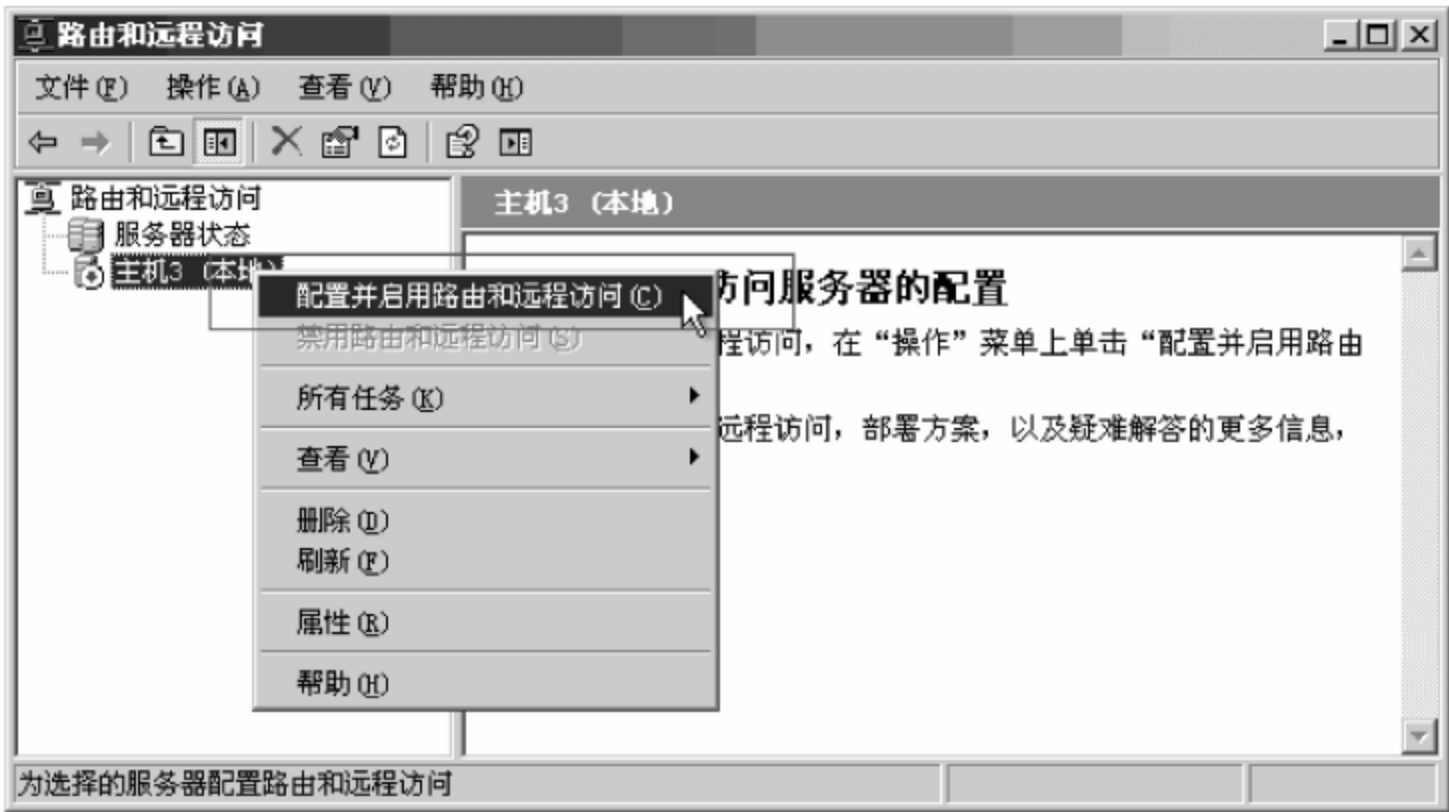 路由和远程访问
文件(F) 操作(A) 查看(V) 帮助(H)
路由和远程访问
服务器状态
主机3 (本地)
主机3 (本地)
访问服务器的配置
程访问，在“操作”菜单上单击“配置并启用路由
远程访问，部署方案，以及疑难解答的更多信息，
配置并启用路由和远程访问(C)
禁用路由和远程访问(S)
所有任务(K)
查看(V)
删除(D)
刷新(F)
属性(R)
帮助(H)
为选择的服务器配置路由和远程访问